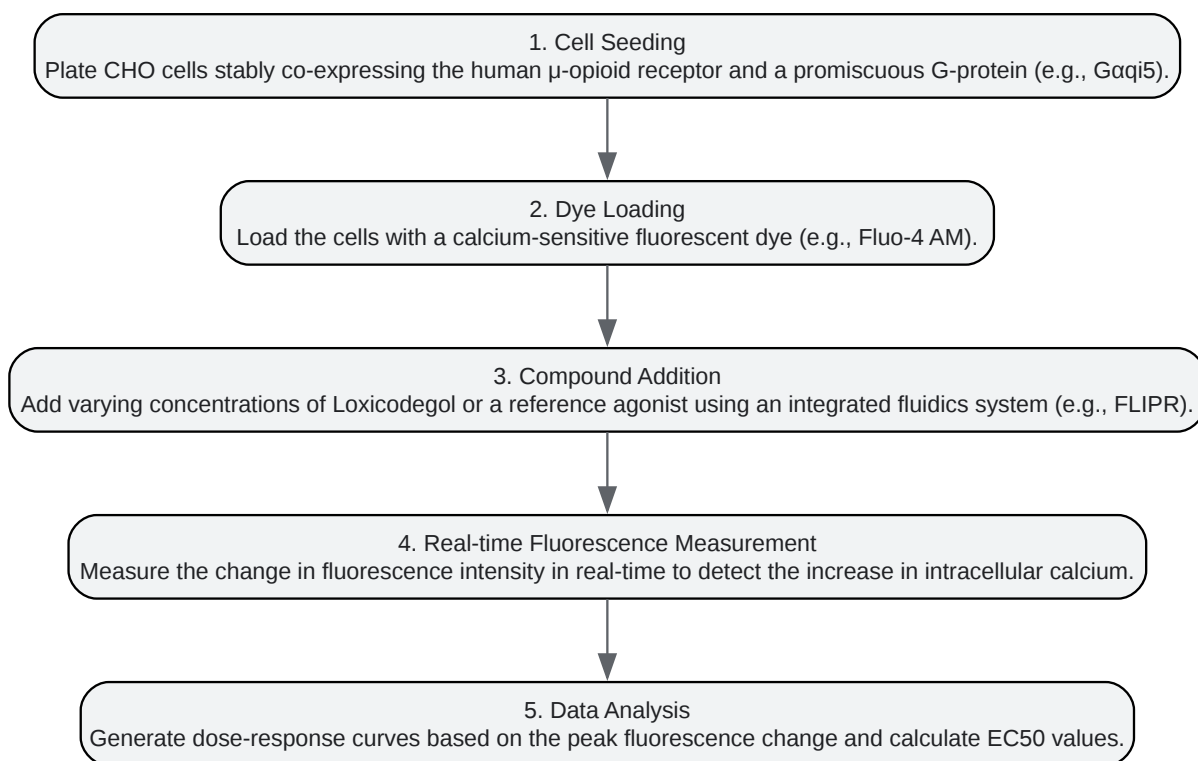 1. Cell Seeding
Plate CHO cells stably co-expressing the human μ-opioid receptor and a promiscuous G-protein (e.g., Gαqi5).
2. Dye Loading
Load the cells with a calcium-sensitive fluorescent dye (e.g., Fluo-4 AM).
3. Compound Addition
Add varying concentrations of Loxicodegol or a reference agonist using an integrated fluidics system (e.g., FLIPR).
4. Real-time Fluorescence Measurement
Measure the change in fluorescence intensity in real-time to detect the increase in intracellular calcium.
5. Data Analysis
Generate dose-response curves based on the peak fluorescence change and calculate EC50 values.